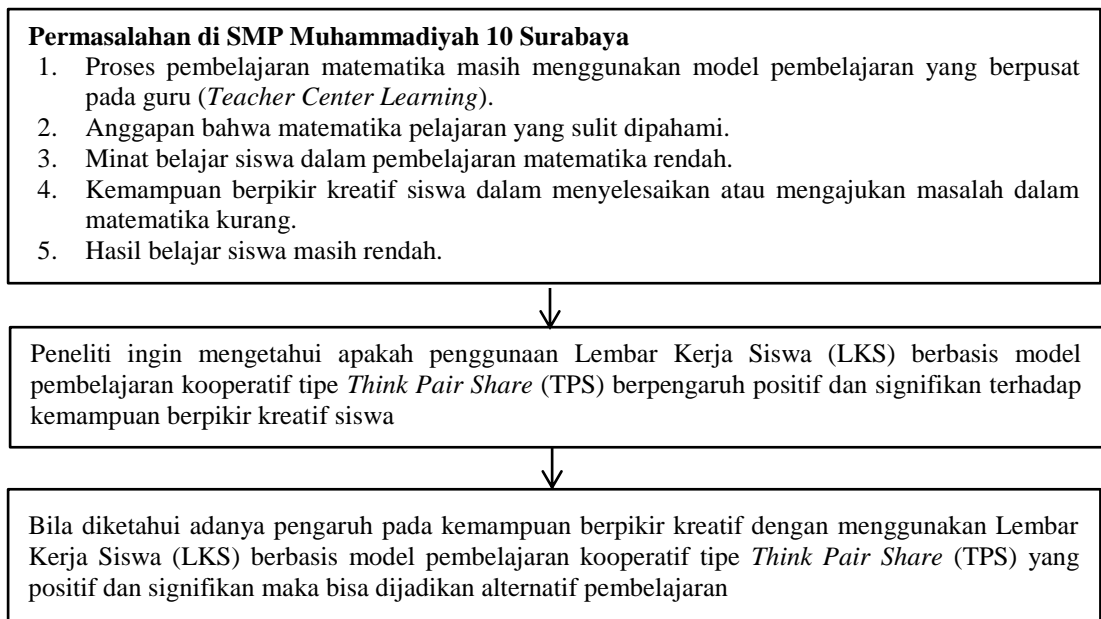 Permasalahan di SMP Muhammadiyah 10 Surabaya
1. Proses pembelajaran matematika masih menggunakan model pembelajaran yang berpusat
pada guru (Teacher Center Learning).
2. Anggapan bahwa matematika pelajaran yang sulit dipahami.
3. Minat belajar siswa dalam pembelajaran matematika rendah.
4. Kemampuan berpikir kreatif siswa dalam menyelesaikan atau mengajukan masalah dalam
matematika kurang.
5. Hasil belajar siswa masih rendah.
Peneliti ingin mengetahui apakah penggunaan Lembar Kerja Siswa (LKS) berbasis model
pembelajaran kooperatif tipe Think Pair Share (TPS) berpengaruh positif dan signifikan terhadap
kemampuan berpikir kreatif siswa
Bila diketahui adanya pengaruh pada kemampuan berpikir kreatif dengan menggunakan Lembar
Kerja Siswa (LKS) berbasis model pembelajaran kooperatif tipe Think Pair Share (TPS) yang
positif dan signifikan maka bisa dijadikan alternatif pembelajaran